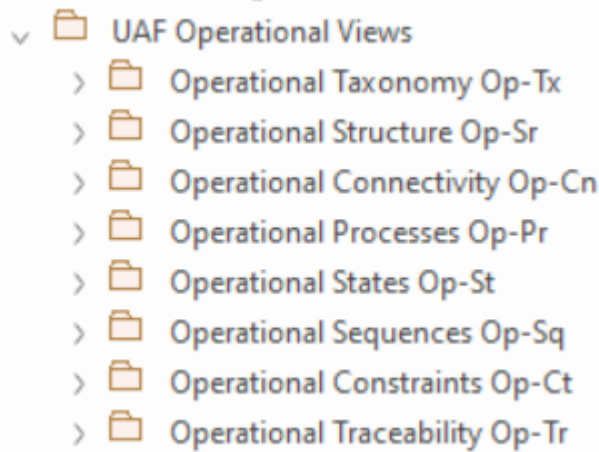 UAF Operational Views
Operational Taxonomy Op-Tx
Operational Structure Op-Sr
Operational Connectivity Op-Cn
Operational Processes Op-Pr
Operational States Op-St
Operational Sequences Op-Sq
Operational Constraints Op-Ct
Operational Traceability Op-Tr